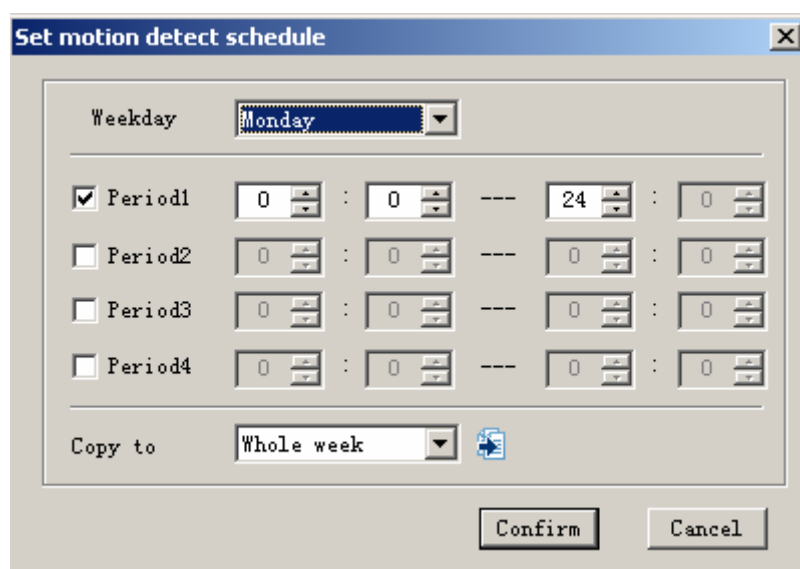 Set motion detect schedule
Weekday Monday
Period1 0 : 0 --- 24 : 0
Period2 0 : 0 --- 0 : 0
Period3 0 : 0 --- 0 : 0
Period4 0 : 0 --- 0 : 0
Copy to Whole week
Confirm Cancel